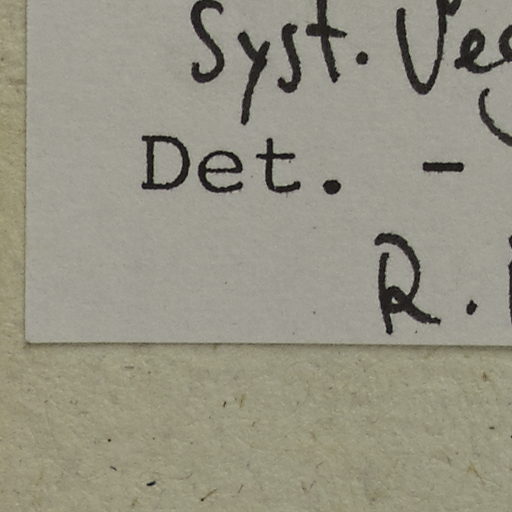 Syst. Veg
Det. -
R.